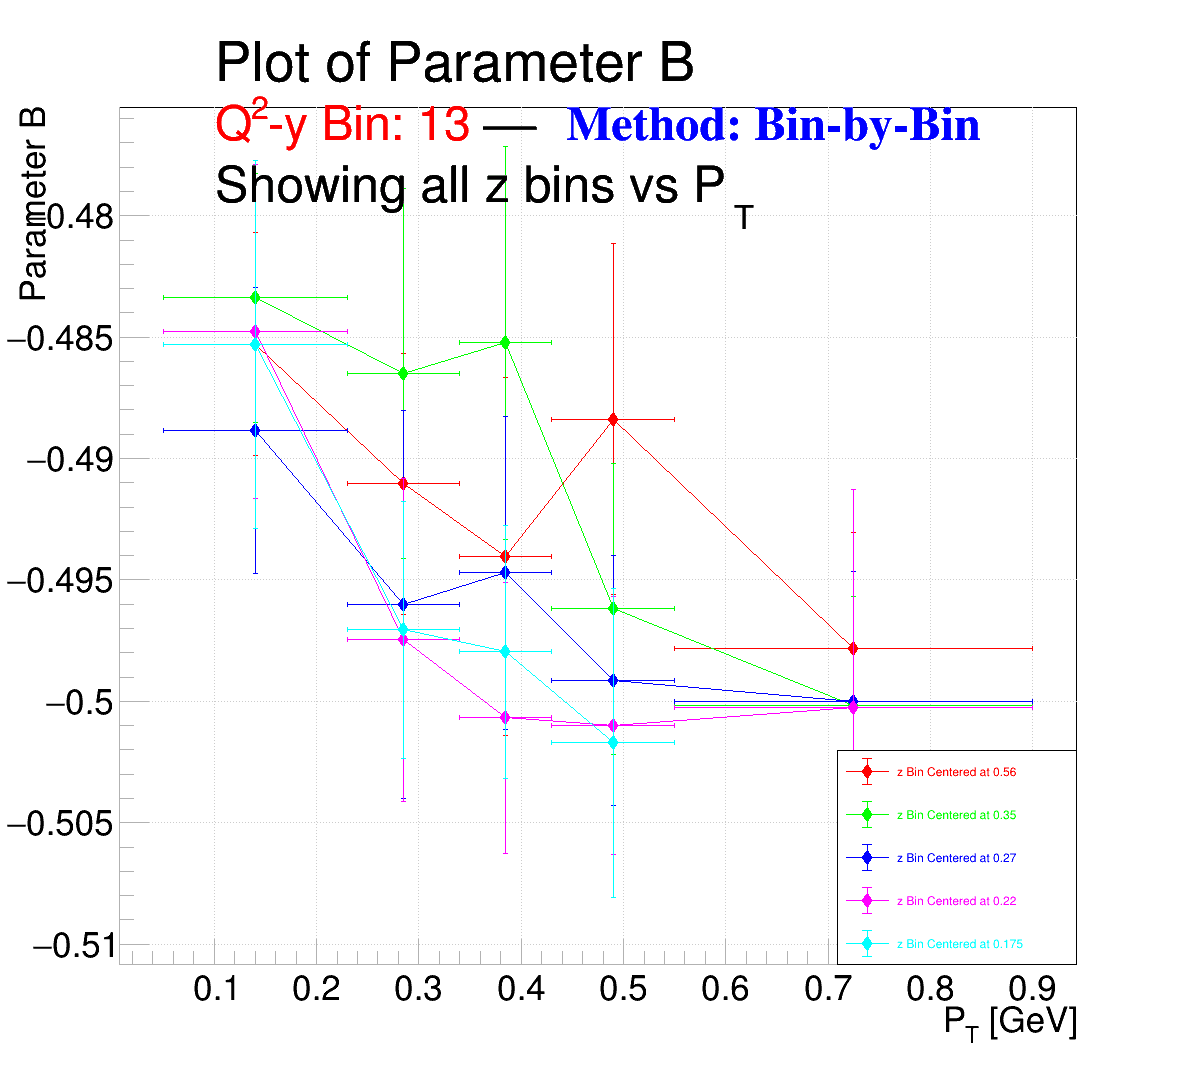 Plot of Parameter B
Q²-y Bin: 13 — Method: Bin-by-Bin
Showing all z bins vs P_T
Parameter B
0.48
−0.485
−0.49
−0.495
−0.5
−0.505
−0.51
z Bin Centered at 0.56
z Bin Centered at 0.35
z Bin Centered at 0.27
z Bin Centered at 0.22
z Bin Centered at 0.175
0.1 0.2 0.3 0.4 0.5 0.6 0.7 0.8 0.9
P_T [GeV]